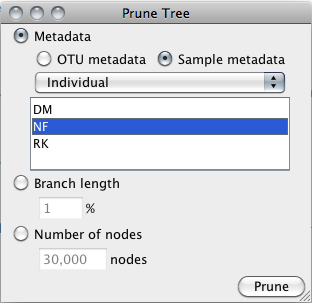 Prune Tree
Metadata
OTU metadata Sample metadata
Individual
DM
NF
RK
Branch length
1 %
Number of nodes
30,000 nodes
Prune